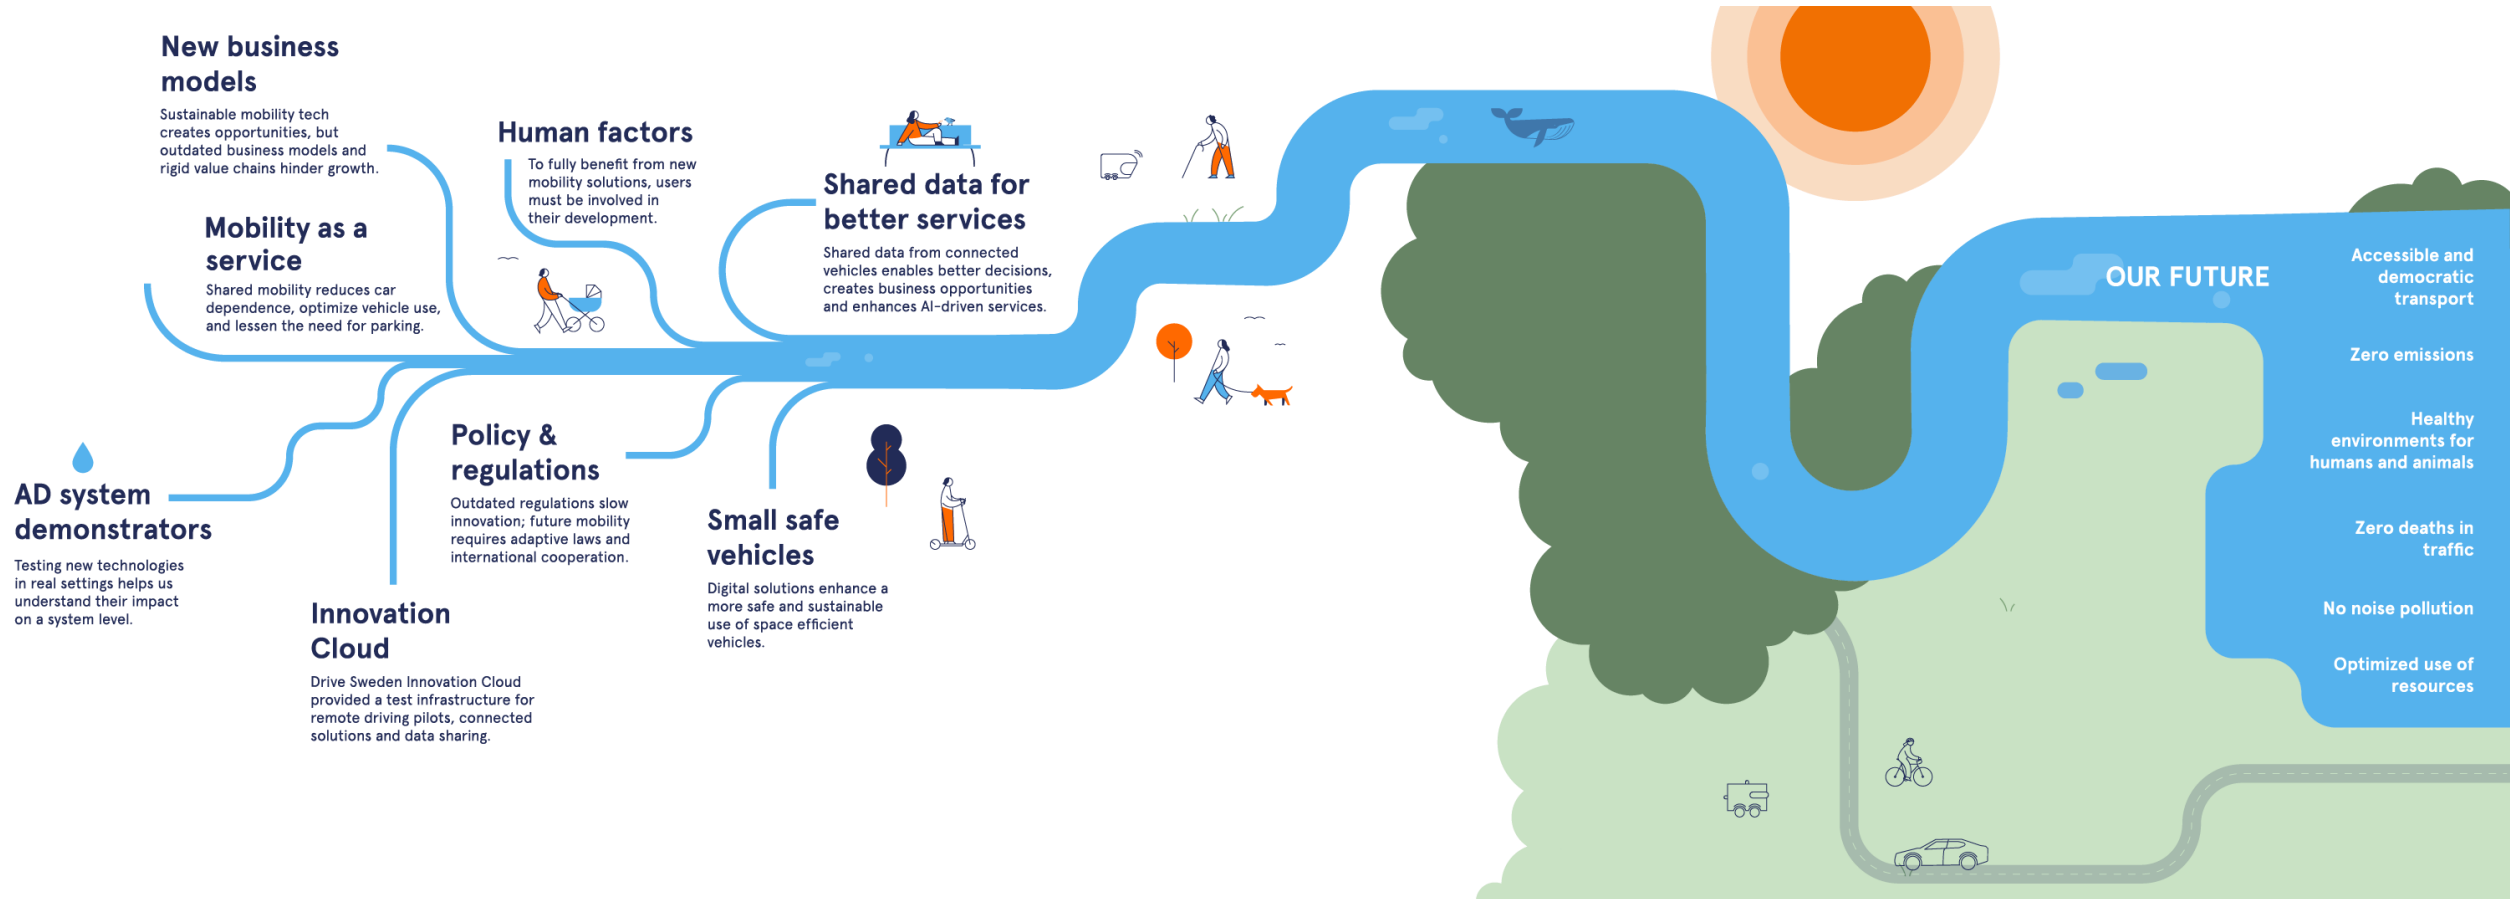 New business
models
Sustainable mobility tech
creates opportunities, but
outdated business models and
rigid value chains hinder growth.
Mobility as a
service
Shared mobility reduces car
dependence, optimize vehicle use,
and lessen the need for parking.
Human factors
To fully benefit from new
mobility solutions, users
must be involved in
their development.
Shared data for
better services
Shared data from connected
vehicles enables better decisions,
creates business opportunities
and enhances AI-driven services.
AD system
demonstrators
Testing new technologies
in real settings helps us
understand their impact
on a system level.
Innovation
Cloud
Drive Sweden Innovation Cloud
provided a test infrastructure for
remote driving pilots, connected
solutions and data sharing.
Policy &
regulations
Outdated regulations slow
innovation; future mobility
requires adaptive laws and
international cooperation.
Small safe
vehicles
Digital solutions enhance a
more safe and sustainable
use of space efficient
vehicles.
OUR FUTURE
Accessible and
democratic
transport
Zero emissions
Healthy
environments for
humans and animals
Zero deaths in
traffic
No noise pollution
Optimized use of
resources